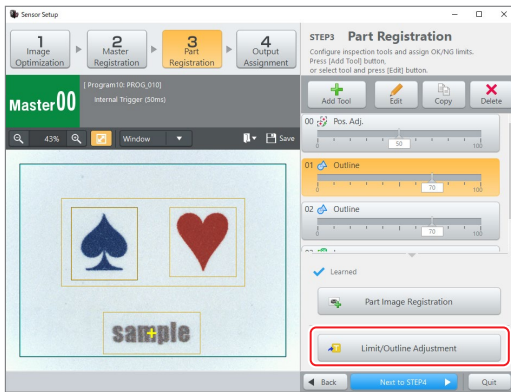 Sensor Setup
1
Image
Optimization
2
Master
Registration
3
Part
Registration
4
Output
Assignment
STEP3 Part Registration
Configure inspection tools and assign OK/NG limits.
Press [Add Tool] button,
or select tool and press [Edit] button.
Master00
[Program10: PROG_010]
Internal Trigger (50ms)
Add Tool
Edit
Copy
Delete
43%
Window
Save
00 Pos. Adj.
0 50 100
01 Outline
0 70 100
02 Outline
0 70 100
Learned
Part Image Registration
Limit/Outline Adjustment
sample
Back
Next to STEP4
Quit